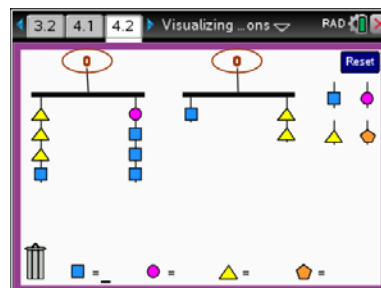 3.2 4.1 4.2 Visualizing ...ons RAD
0 0 Reset
= _ = = =